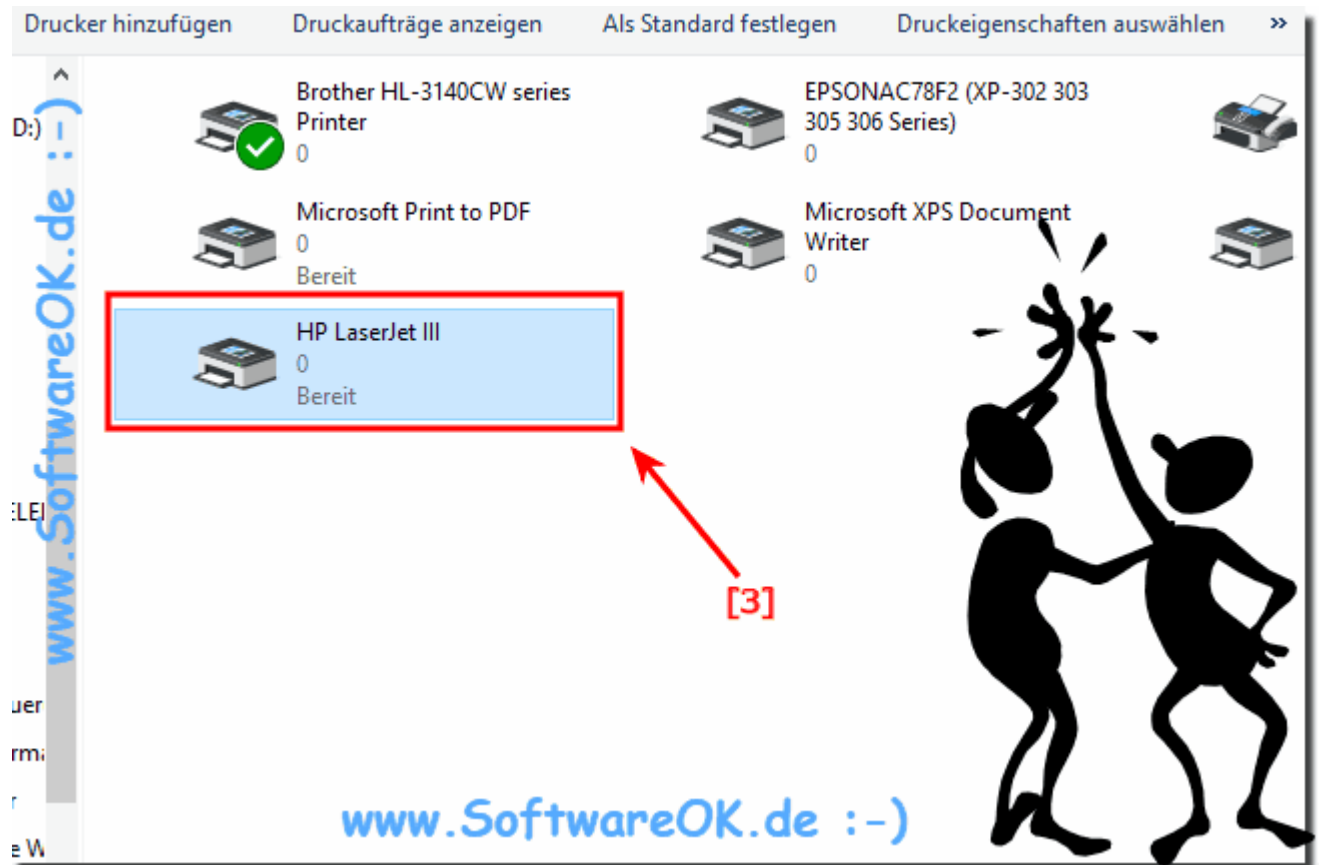 Drucker hinzufügen Druckaufträge anzeigen Als Standard festlegen Druckeigenschaften auswählen »
D:)
Brother HL-3140CW series
Printer
0
EPSONAC78F2 (XP-302 303
305 306 Series)
0
Microsoft Print to PDF
0
Bereit
Microsoft XPS Document
Writer
0
HP LaserJet III
0
Bereit
[3]
www.SoftwareOK.de :-)
www.SoftwareOK.de :-)